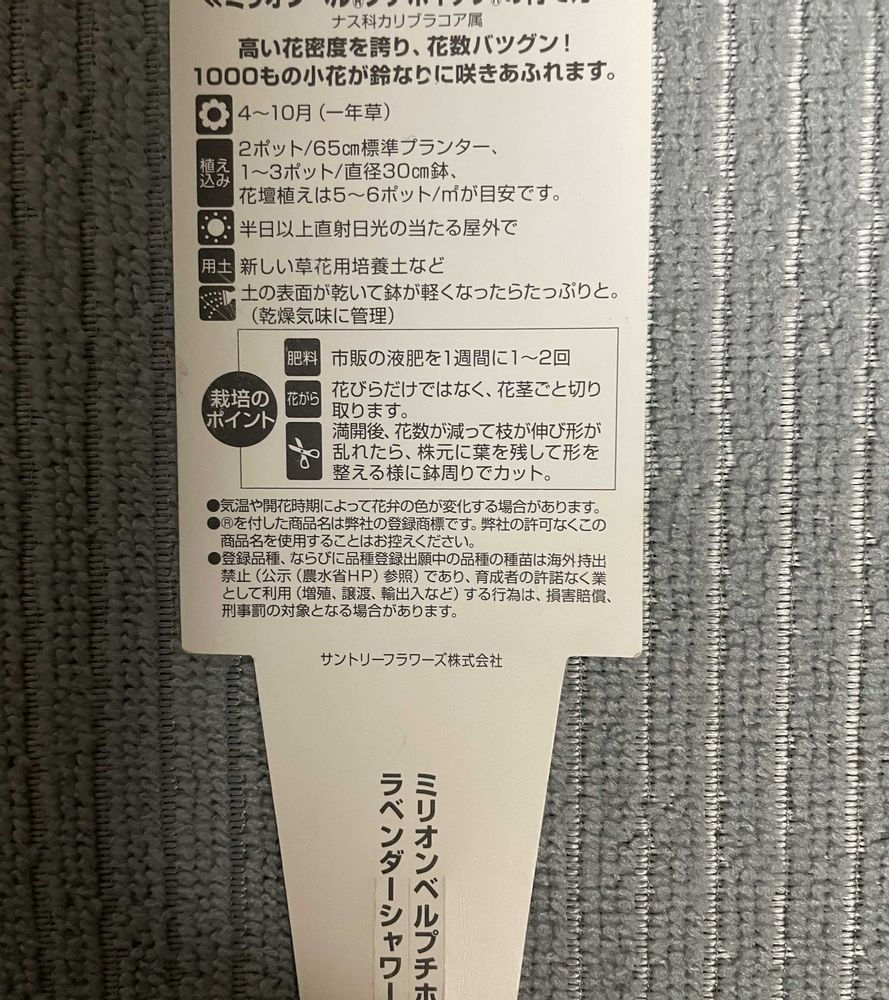 ナス科カリブラコア属
高い花密度を誇り、花数バツグン！
1000もの小花が鈴なりに咲きあふれます。
4～10月（一年草）
植え込み
2ポット/65㎝標準プランター、
1～3ポット/直径30㎝鉢、
花壇植えは5～6ポット/㎡が目安です。
半日以上直射日光の当たる屋外で
用土 新しい草花用培養土など
土の表面が乾いて鉢が軽くなったらたっぷりと。
（乾燥気味に管理）
栽培の
ポイント
肥料 市販の液肥を1週間に1～2回
花がら 花びらだけではなく、花茎ごと切り
取ります。
満開後、花数が減って枝が伸び形が
乱れたら、株元に葉を残して形を
整える様に鉢周りでカット。
●気温や開花時期によって花弁の色が変化する場合があります。
●®を付した商品名は弊社の登録商標です。弊社の許可なくこの
商品名を使用することはお控えください。
●登録品種、ならびに品種登録出願中の品種の種苗は海外持出
禁止（公示（農水省HP）参照）であり、育成者の許諾なく業
として利用（増殖、譲渡、輸出入など）する行為は、損害賠償、
刑事罰の対象となる場合があります。
サントリーフラワーズ株式会社
ミリオンベルプチホ
ラベンダーシャワー